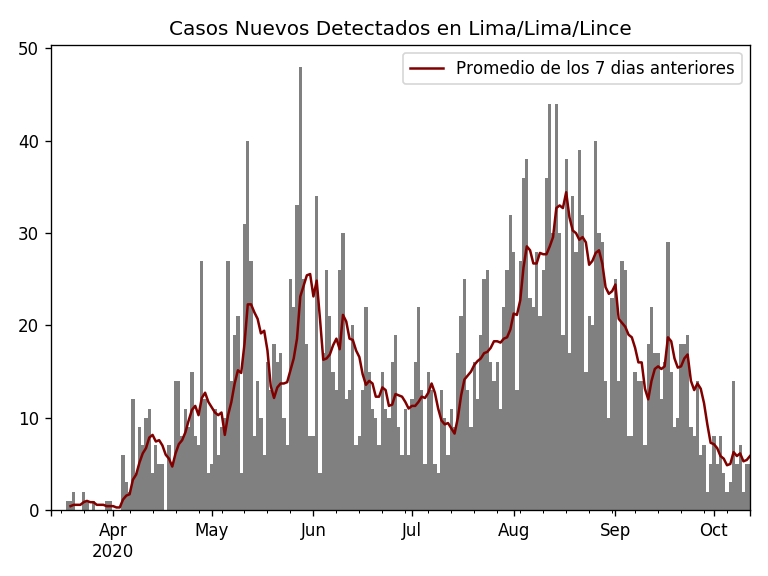 Casos Nuevos Detectados en Lima/Lima/Lince
Promedio de los 7 dias anteriores
50
40
30
20
10
0
Apr May Jun Jul Aug Sep Oct
2020